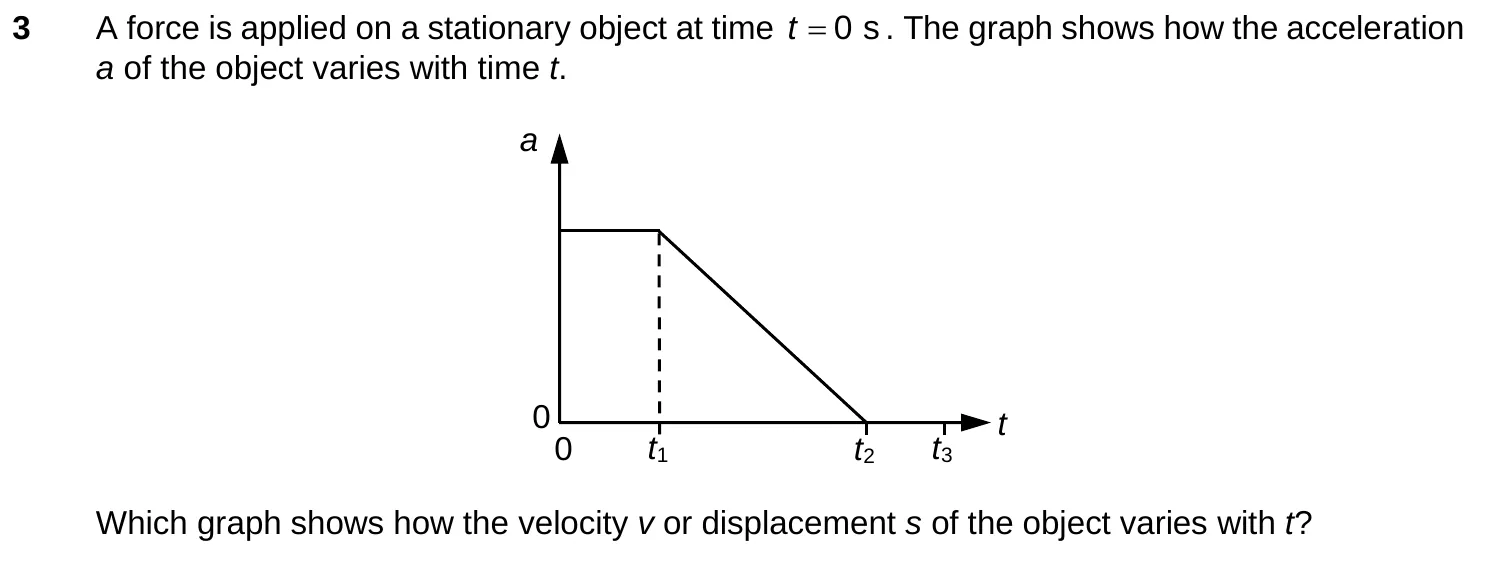 3 A force is applied on a stationary object at time t = 0 s. The graph shows how the acceleration
a of the object varies with time t.
a
0
t
0 t₁ t₂ t₃
Which graph shows how the velocity v or displacement s of the object varies with t?